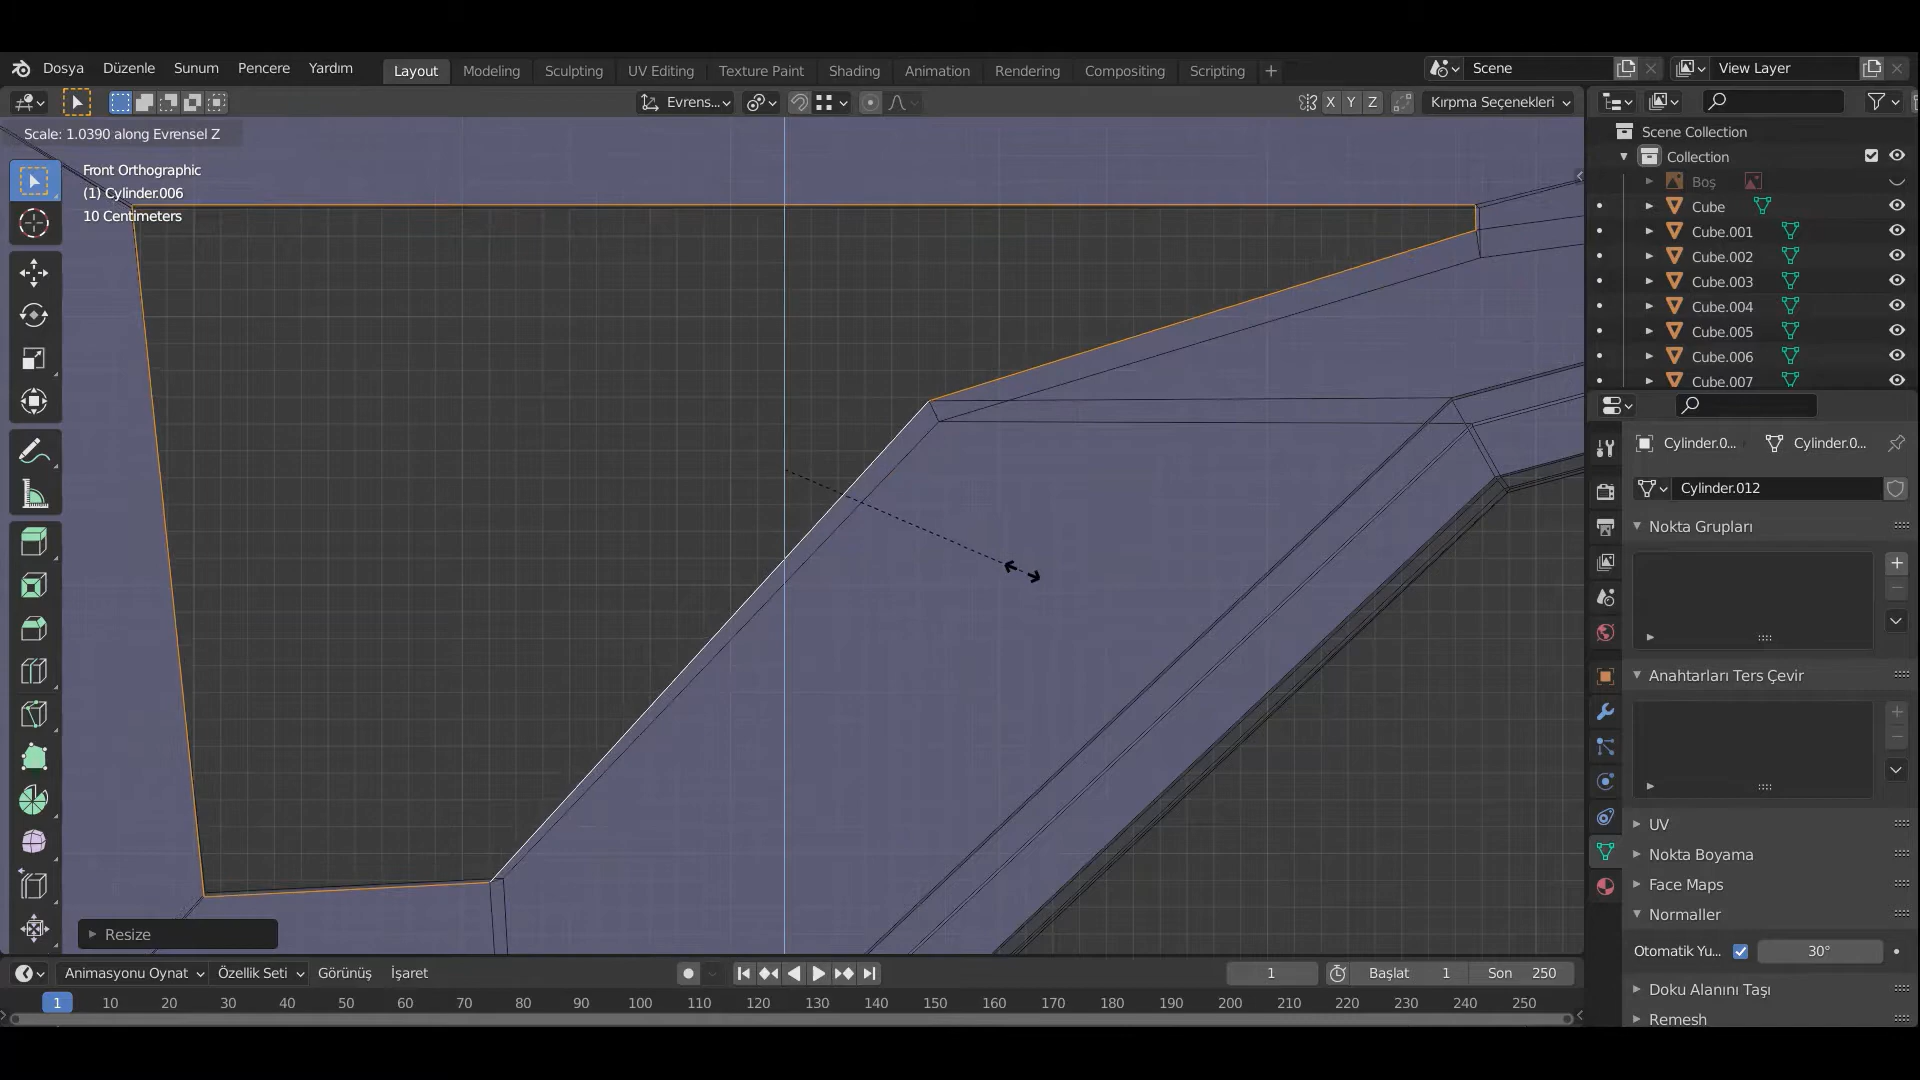 Dosya Düzenle Sunum Pencere Yardım Layout Modeling Sculpting UV Editing Texture Paint Shading Animation Rendering Compositing Scripting + Scene View Layer
Evrens... X Y Z Kırpma Seçenekleri
Scale: 1.0390 along Evrensel Z
Front Orthographic
(1) Cylinder.006
10 Centimeters
Resize
Scene Collection
Collection
Boş
Cube
Cube.001
Cube.002
Cube.003
Cube.004
Cube.005
Cube.006
Cube.007
Cylinder.0... Cylinder.0...
Cylinder.012
Nokta Grupları
Anahtarları Ters Çevir
UV
Nokta Boyama
Face Maps
Normaller
Otomatik Yu... 30°
Doku Alanını Taşı
Remesh
Animasyonu Oynat Özellik Seti Görünüş İşaret 1 Başlat 1 Son 250
1 10 20 30 40 50 60 70 80 90 100 110 120 130 140 150 160 170 180 190 200 210 220 230 240 250